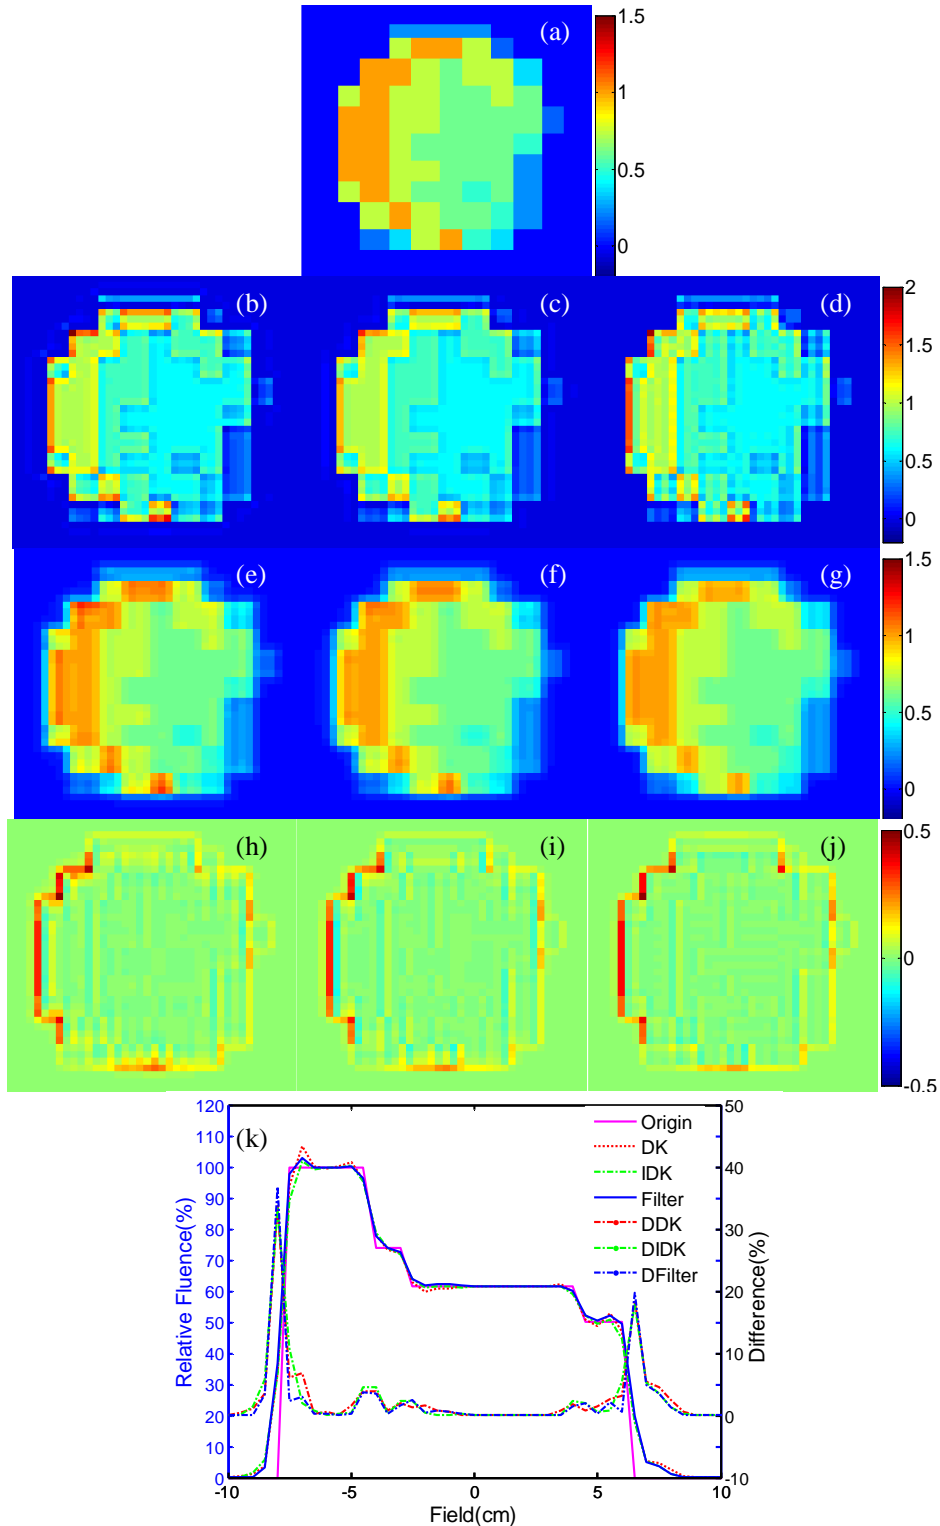 (a)
1.5
1
0.5
0
(b)
(c)
(d)
2
1.5
1
0.5
0
(e)
(f)
(g)
1.5
1
0.5
0
(h)
(i)
(j)
0.5
0
-0.5
(k)
120
110
100
90
80
70
60
50
40
30
20
10
0
Relative Fluence(%)
50
40
30
20
10
0
-10
Difference(%)
Origin
DK
IDK
Filter
DDK
DIDK
DFilter
-10
-5
0
5
10
Field(cm)